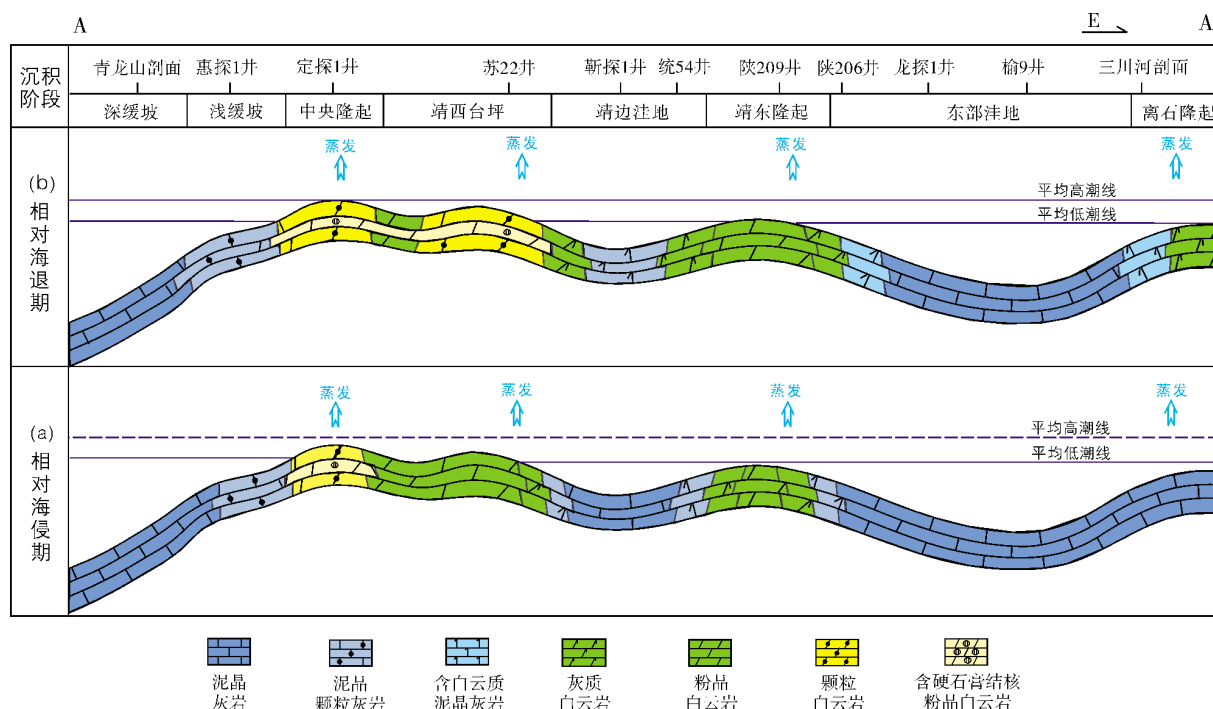 A
E
A
沉积
阶段
青龙山剖面 惠探1井 定探1井 苏22井 靳探1井 统54井 陕209井 陕206井 龙探1井 榆9井 三川河剖面
深缓坡 浅缓坡 中央隆起 靖西台坪 靖边洼地 靖东隆起 东部洼地 离石隆起
(b)
相
对
海
退
期
蒸发 蒸发 蒸发 蒸发
平均高潮线
平均低潮线
(a)
相
对
海
侵
期
蒸发 蒸发 蒸发 蒸发
平均高潮线
平均低潮线
泥晶
灰岩
泥品
颗粒灰岩
含白云质
泥晶灰岩
灰质
白云岩
粉品
白云岩
颗粒
白云岩
含硬石膏结核
粉品白云岩